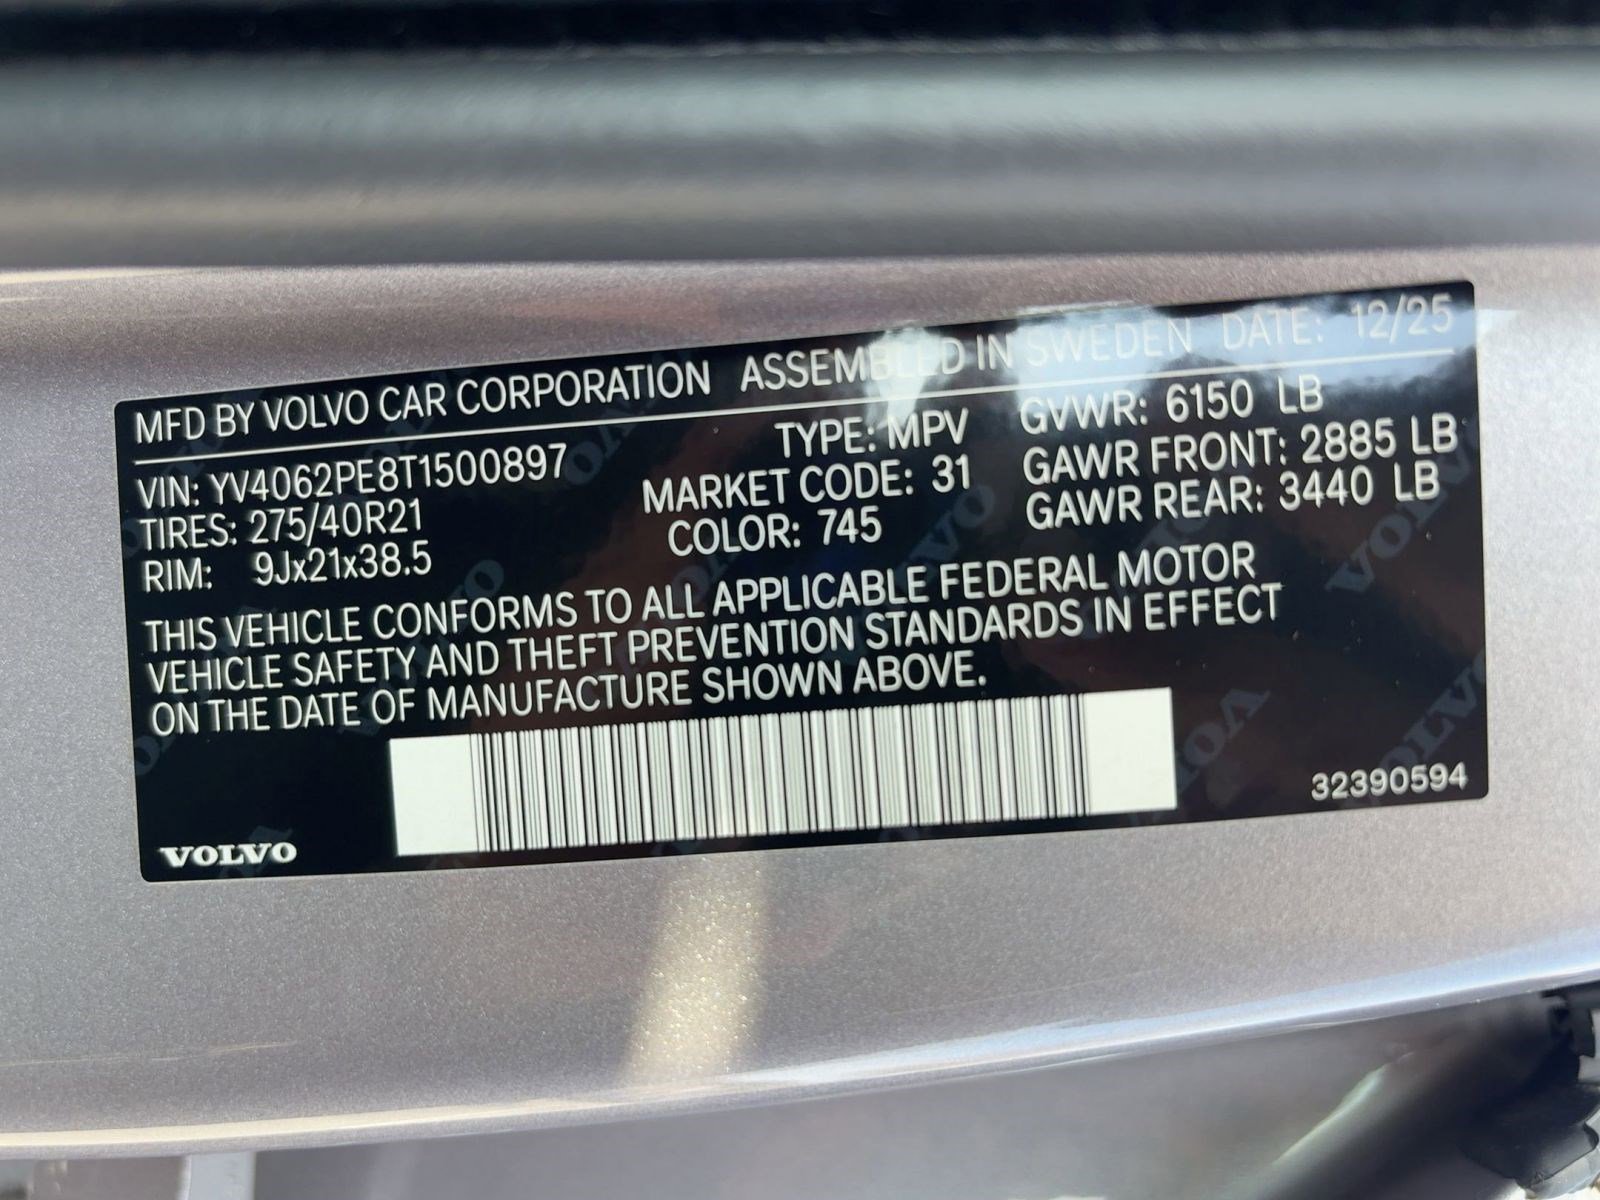 MFD BY VOLVO CAR CORPORATION ASSEMBLED IN SWEDEN DATE: 12/25
VIN: YV4062PE8T1500897 TYPE: MPV GVWR: 6150 LB
TIRES: 275/40R21 MARKET CODE: 31 GAWR FRONT: 2885 LB
RIM: 9Jx21x38.5 COLOR: 745 GAWR REAR: 3440 LB
THIS VEHICLE CONFORMS TO ALL APPLICABLE FEDERAL MOTOR
VEHICLE SAFETY AND THEFT PREVENTION STANDARDS IN EFFECT
ON THE DATE OF MANUFACTURE SHOWN ABOVE.
32390594
VOLVO